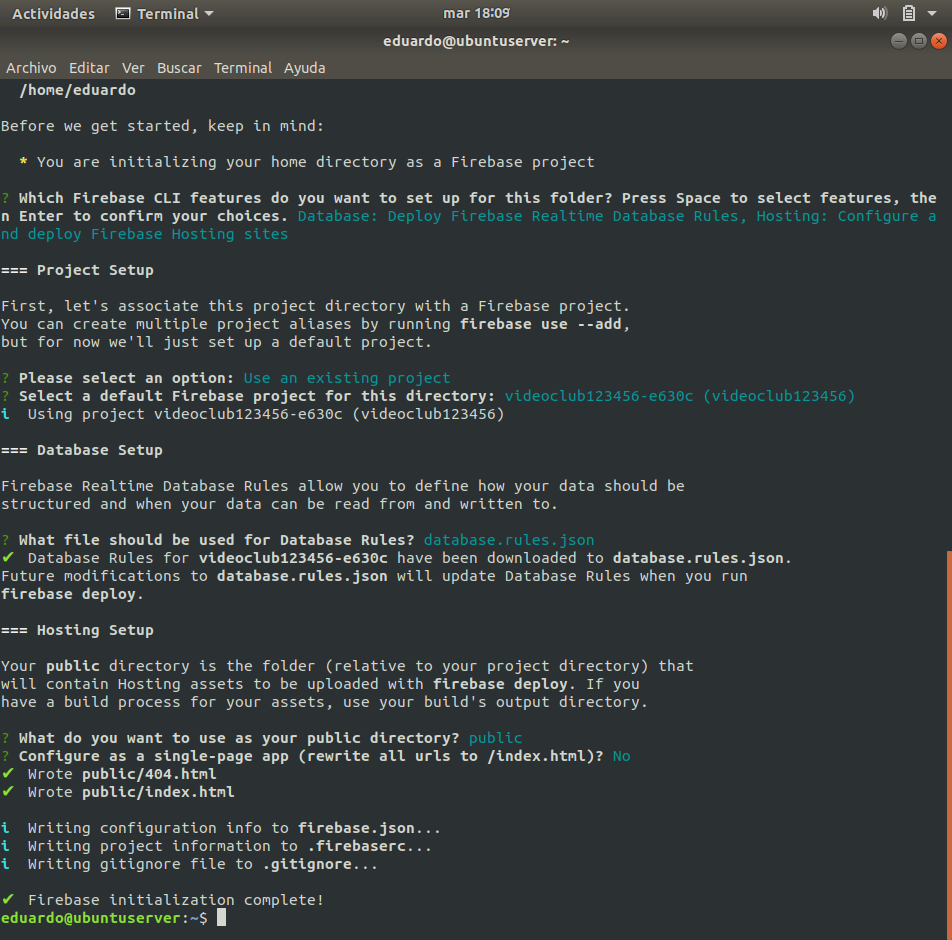 Actividades Terminal mar 18:09
eduardo@ubuntuserver: ~
Archivo Editar Ver Buscar Terminal Ayuda
/home/eduardo
Before we get started, keep in mind:
* You are initializing your home directory as a Firebase project
? Which Firebase CLI features do you want to set up for this folder? Press Space to select features, the
n Enter to confirm your choices. Database: Deploy Firebase Realtime Database Rules, Hosting: Configure a
nd deploy Firebase Hosting sites
=== Project Setup
First, let's associate this project directory with a Firebase project.
You can create multiple project aliases by running firebase use --add,
but for now we'll just set up a default project.
? Please select an option: Use an existing project
? Select a default Firebase project for this directory: videoclub123456-e630c (videoclub123456)
i  Using project videoclub123456-e630c (videoclub123456)
=== Database Setup
Firebase Realtime Database Rules allow you to define how your data should be
structured and when your data can be read from and written to.
? What file should be used for Database Rules? database.rules.json
✔  Database Rules for videoclub123456-e630c have been downloaded to database.rules.json.
Future modifications to database.rules.json will update Database Rules when you run
firebase deploy.
=== Hosting Setup
Your public directory is the folder (relative to your project directory) that
will contain Hosting assets to be uploaded with firebase deploy. If you
have a build process for your assets, use your build's output directory.
? What do you want to use as your public directory? public
? Configure as a single-page app (rewrite all urls to /index.html)? No
✔  Wrote public/404.html
✔  Wrote public/index.html
i  Writing configuration info to firebase.json...
i  Writing project information to .firebaserc...
i  Writing gitignore file to .gitignore...
✔  Firebase initialization complete!
eduardo@ubuntuserver:~$